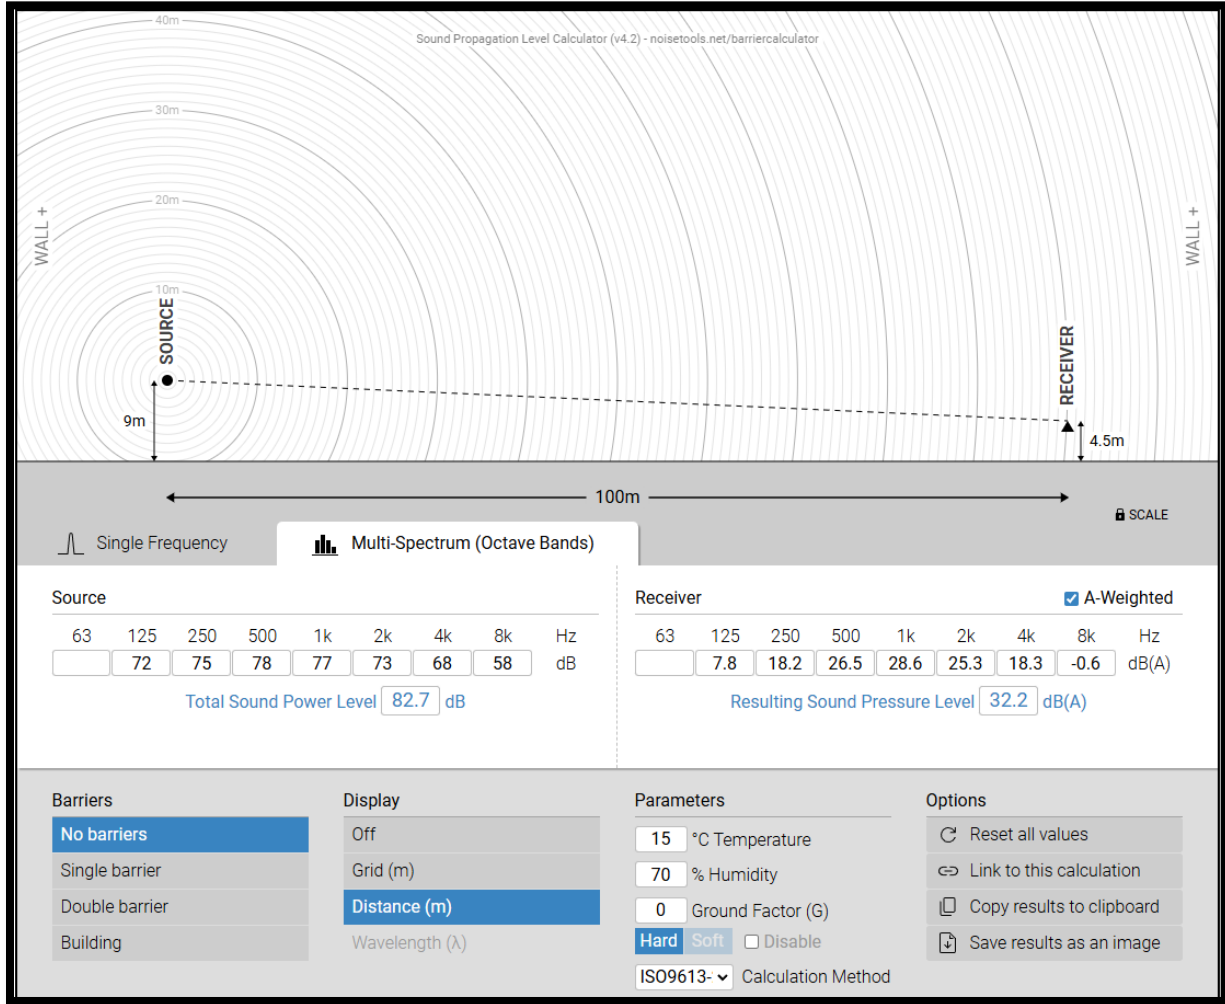 40m
Sound Propagation Level Calculator (v4.2) - noisetools.net/barriercalculator
30m
20m
WALL +
WALL +
10m
SOURCE
RECEIVER
9m
4.5m
100m
SCALE
Single Frequency
Multi-Spectrum (Octave Bands)
Source
63 125 250 500 1k 2k 4k 8k Hz
72 75 78 77 73 68 58 dB
Total Sound Power Level 82.7 dB
Receiver
A-Weighted
63 125 250 500 1k 2k 4k 8k Hz
7.8 18.2 26.5 28.6 25.3 18.3 -0.6 dB(A)
Resulting Sound Pressure Level 32.2 dB(A)
Barriers
No barriers
Single barrier
Double barrier
Building
Display
Off
Grid (m)
Distance (m)
Wavelength (λ)
Parameters
15 °C Temperature
70 % Humidity
0 Ground Factor (G)
Hard Soft Disable
ISO9613- Calculation Method
Options
Reset all values
Link to this calculation
Copy results to clipboard
Save results as an image